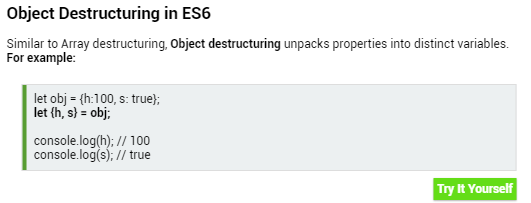 Object Destructuring in ES6
Similar to Array destructuring, Object destructuring unpacks properties into distinct variables.
For example:
let obj = {h:100, s: true};
let {h, s} = obj;
console.log(h); // 100
console.log(s); // true
Try It Yourself